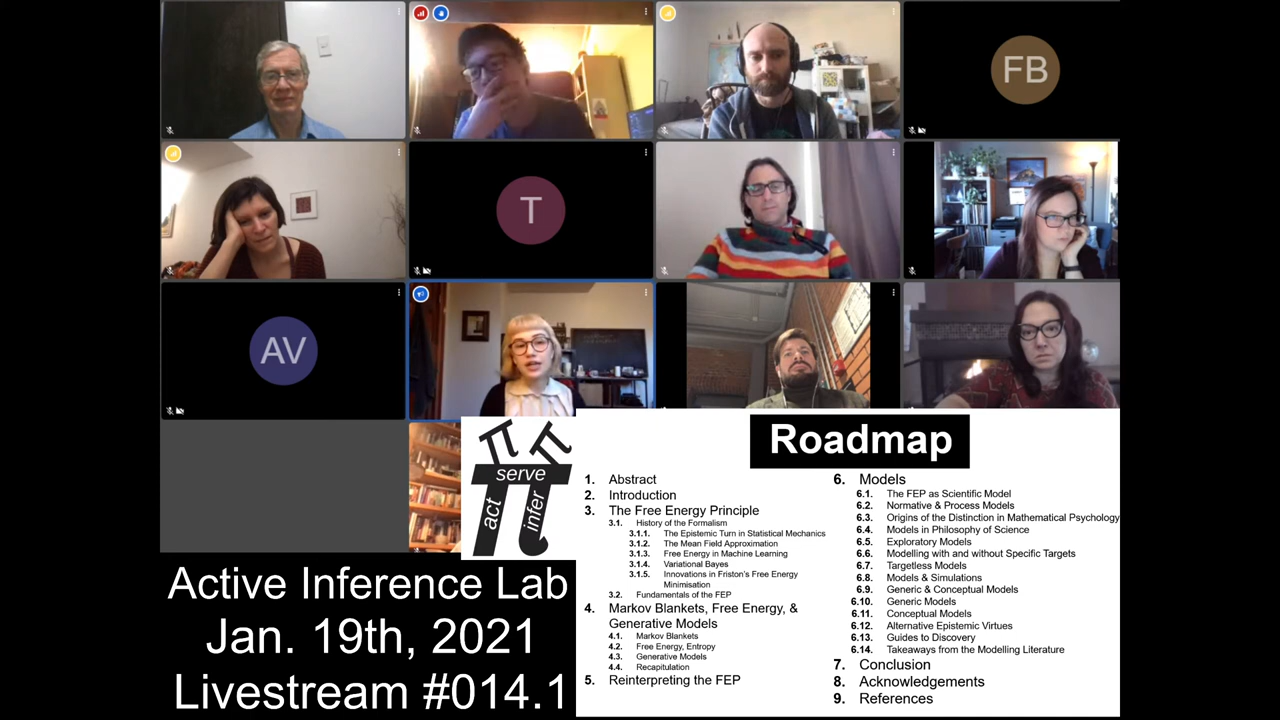 FB
T
AV
serve
act
infer
Active Inference Lab
Jan. 19th, 2021
Livestream #014.1
Roadmap
1. Abstract
2. Introduction
3. The Free Energy Principle
3.1. History of the Formalism
3.1.1. The Epistemic Turn in Statistical Mechanics
3.1.2. The Mean Field Approximation
3.1.3. Free Energy in Machine Learning
3.1.4. Variational Bayes
3.1.5. Innovations in Friston's Free Energy
Minimisation
3.2. Fundamentals of the FEP
4. Markov Blankets, Free Energy, &
Generative Models
4.1. Markov Blankets
4.2. Free Energy, Entropy
4.3. Generative Models
4.4. Recapitulation
5. Reinterpreting the FEP
6. Models
6.1. The FEP as Scientific Model
6.2. Normative & Process Models
6.3. Origins of the Distinction in Mathematical Psychology
6.4. Models in Philosophy of Science
6.5. Exploratory Models
6.6. Modelling with and without Specific Targets
6.7. Targetless Models
6.8. Models & Simulations
6.9. Generic & Conceptual Models
6.10. Generic Models
6.11. Conceptual Models
6.12. Alternative Epistemic Virtues
6.13. Guides to Discovery
6.14. Takeaways from the Modelling Literature
7. Conclusion
8. Acknowledgements
9. References